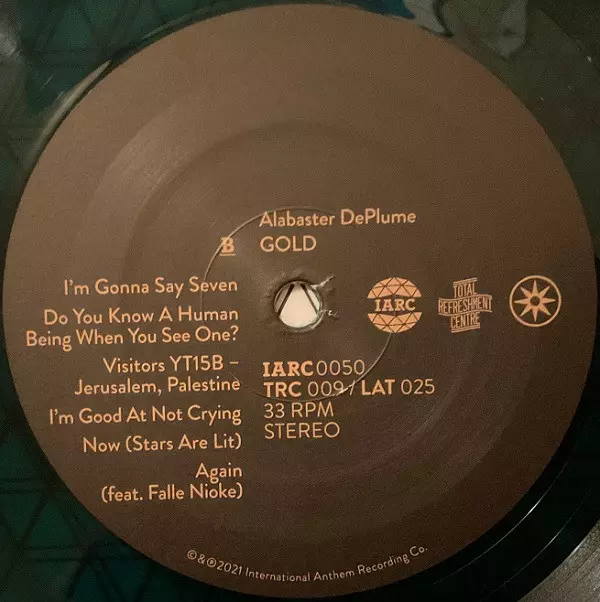 Alabaster DePlume
B GOLD
I'm Gonna Say Seven
Do You Know A Human
Being When You See One?
Visitors YT15B –
Jerusalem, Palestine
I'm Good At Not Crying
Now (Stars Are Lit)
Again
(feat. Falle Nioke)
IARC
TOTAL
REFRESHMENT
CENTRE
IARC0050
TRC 009 / LAT 025
33 RPM
STEREO
©&℗2021 International Anthem Recording Co.